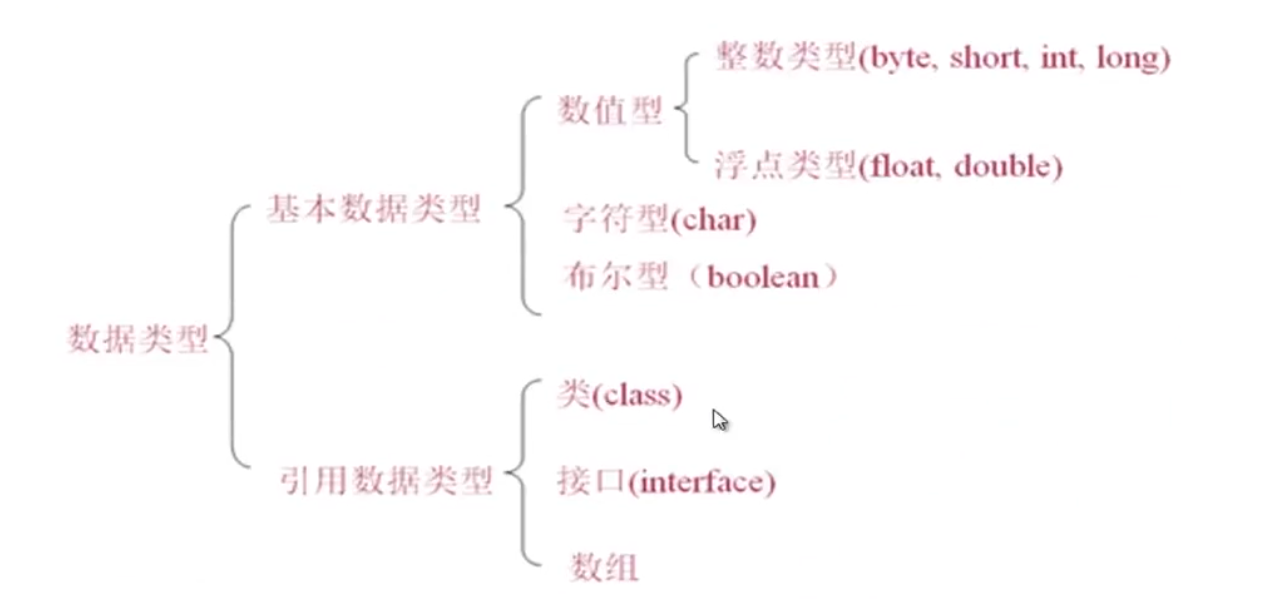 整数类型(byte, short, int, long)
数值型
浮点类型(float, double)
基本数据类型
字符型(char)
布尔型（boolean）
数据类型
类(class)
引用数据类型
接口(interface)
数组